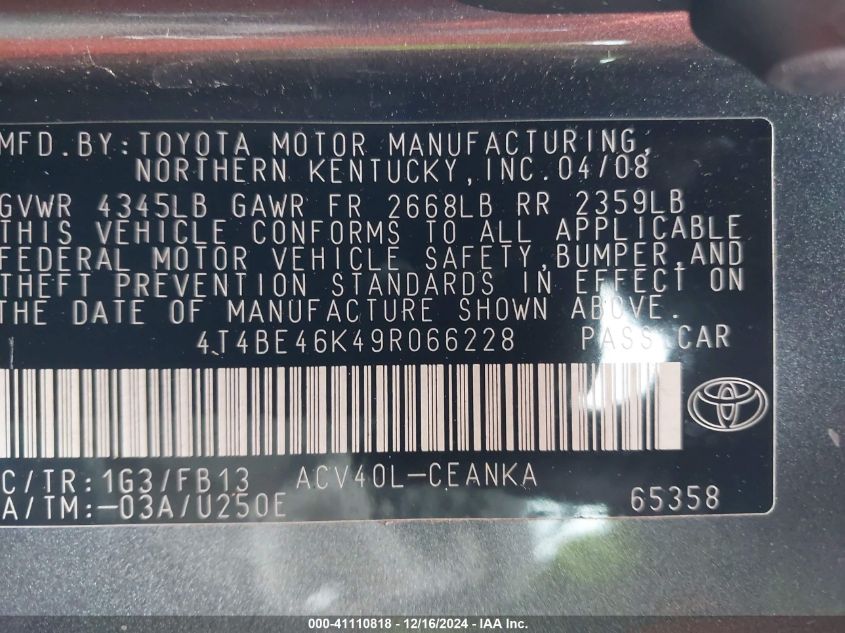 MFD.BY:TOYOTA MOTOR MANUFACTURING,
NORTHERN KENTUCKY,INC.04/08
GVWR 4345LB GAWR FR 2668LB RR 2359LB
THIS VEHICLE CONFORMS TO ALL APPLICABLE
FEDERAL MOTOR VEHICLE SAFETY,BUMPER,AND
THEFT PREVENTION STANDARDS IN EFFECT ON
THE DATE OF MANUFACTURE SHOWN ABOVE.
4T4BE46K49R066228 PASS CAR
C/TR:1G3/FB13 ACV40L-CEANKA
A/TM:-03A/U250E 65358
000-41110818 - 12/16/2024 - IAA Inc.